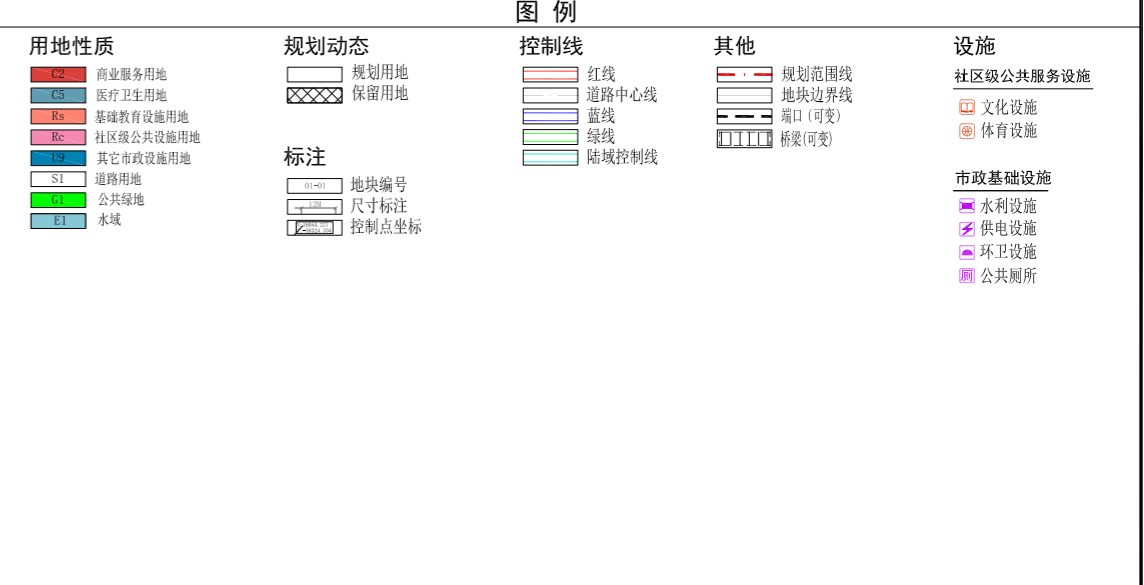 图 例
用地性质
C2 商业服务用地
C5 医疗卫生用地
Rs 基础教育设施用地
Rc 社区级公共设施用地
U9 其它市政设施用地
S1 道路用地
G1 公共绿地
E1 水域
规划动态
规划用地
保留用地
标注
01-01 地块编号
12M 尺寸标注
控制点坐标
控制线
红线
道路中心线
蓝线
绿线
陆域控制线
其他
规划范围线
地块边界线
端口（可变）
桥梁(可变)
设施
社区级公共服务设施
文化设施
体育设施
市政基础设施
水利设施
供电设施
环卫设施
厕 公共厕所